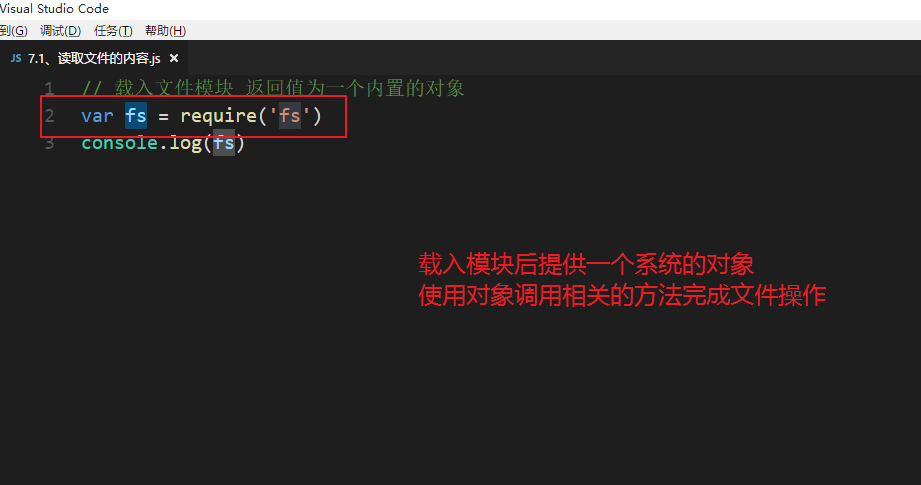 Visual Studio Code
到(G) 调试(D) 任务(T) 帮助(H)
JS 7.1、读取文件的内容.js ×
1 // 载入文件模块 返回值为一个内置的对象
2 var fs = require('fs')
3 console.log(fs)
载入模块后提供一个系统的对象
使用对象调用相关的方法完成文件操作